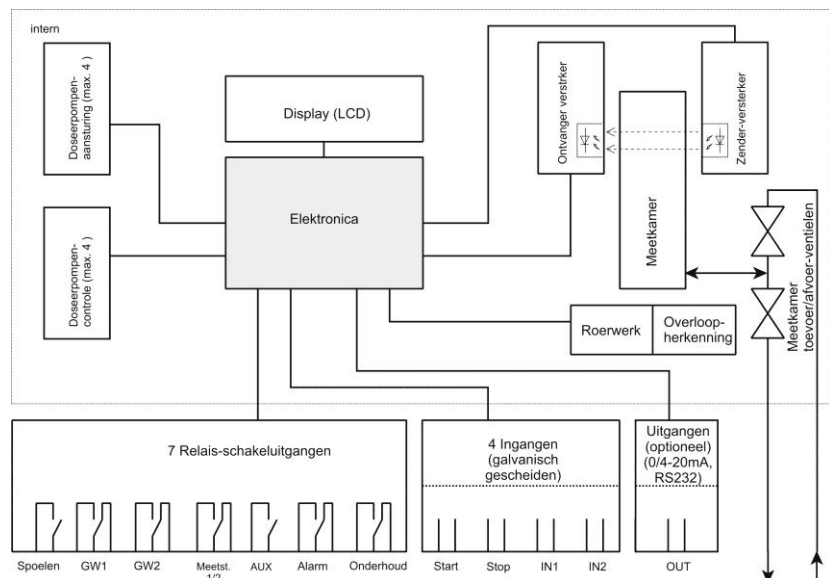 intern
Doseerpompen-
aansturing (max. 4 )
Display (LCD)
Ontvanger verstrker
Zender-versterker
Elektronica
Meetkamer
Doseerpompen-
controle (max. 4 )
Meetkamer
toevoer/afvoer-ventielen
Roerwerk
Overloop-
herkenning
7 Relais-schakeluitgangen
4 Ingangen
(galvanisch
gescheiden)
Uitgangen
(optioneel)
(0/4-20mA,
RS232)
Spoelen
GW1
GW2
Meetst.
1/2
AUX
Alarm
Onderhoud
Start
Stop
IN1
IN2
OUT